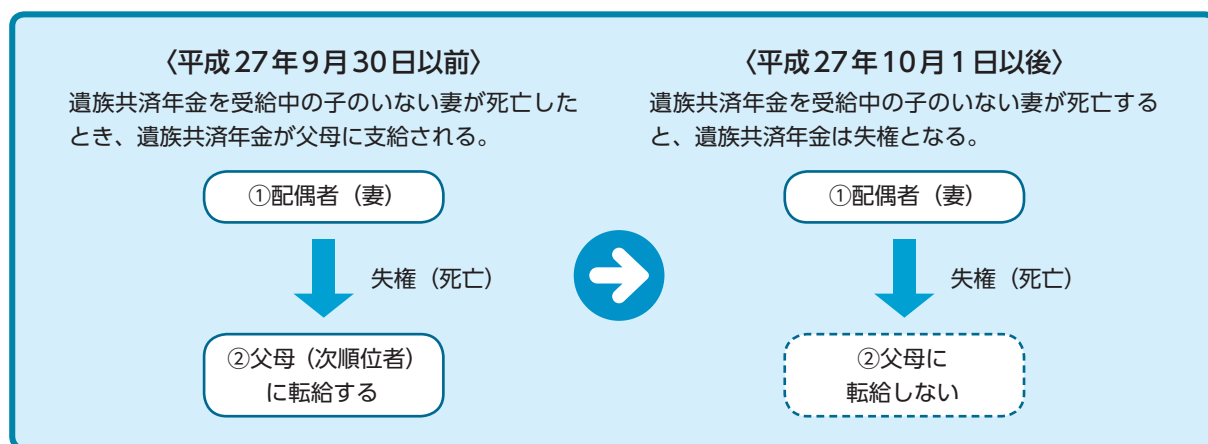 〈平成27年9月30日以前〉
遺族共済年金を受給中の子のいない妻が死亡した
とき、遺族共済年金が父母に支給される。
①配偶者（妻）
失権（死亡）
②父母（次順位者）
に転給する
〈平成27年10月1日以後〉
遺族共済年金を受給中の子のいない妻が死亡する
と、遺族共済年金は失権となる。
①配偶者（妻）
失権（死亡）
②父母に
転給しない